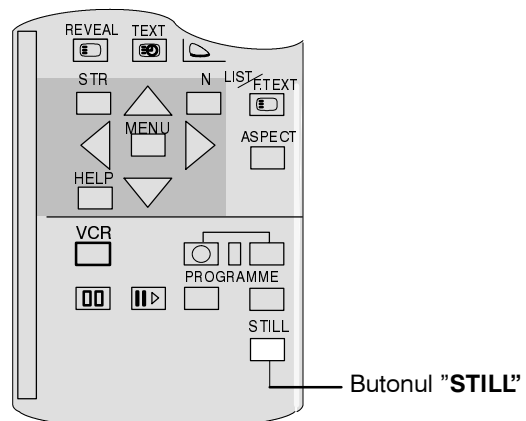 REVEAL TEXT
STR N LIST/F.TEXT
MENU
ASPECT
HELP
VCR
PROGRAMME
STILL
Butonul ”STILL”